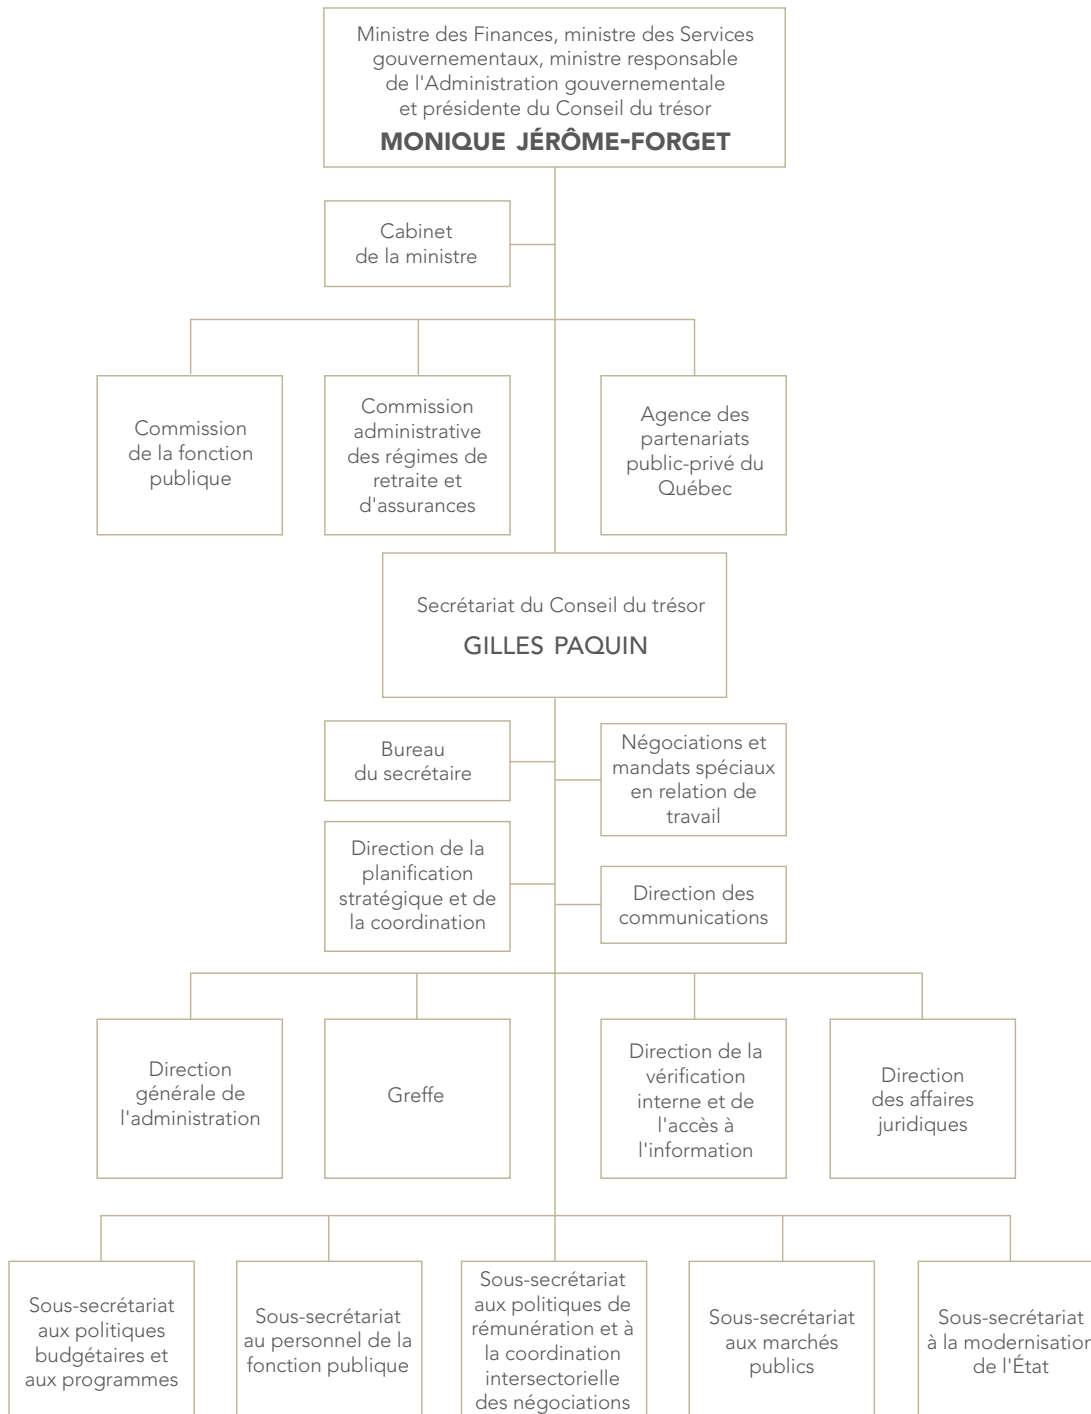 Ministre des Finances, ministre des Services
gouvernementaux, ministre responsable
de l'Administration gouvernementale
et présidente du Conseil du trésor
MONIQUE JÉRÔME-FORGET
Cabinet
de la ministre
Commission
de la fonction
publique
Commission
administrative
des régimes de
retraite et
d'assurances
Agence des
partenariats
public-privé du
Québec
Secrétariat du Conseil du trésor
GILLES PAQUIN
Bureau
du secrétaire
Négociations et
mandats spéciaux
en relation de
travail
Direction de la
planification
stratégique et de
la coordination
Direction des
communications
Direction
générale de
l'administration
Greffe
Direction de la
vérification
interne et de
l'accès à
l'information
Direction
des affaires
juridiques
Sous-secrétariat
aux politiques
budgétaires et
aux programmes
Sous-secrétariat
au personnel de la
fonction publique
Sous-secrétariat
aux politiques de
rémunération et à
la coordination
intersectorielle
des négociations
Sous-secrétariat
aux marchés
publics
Sous-secrétariat
à la modernisation
de l'État